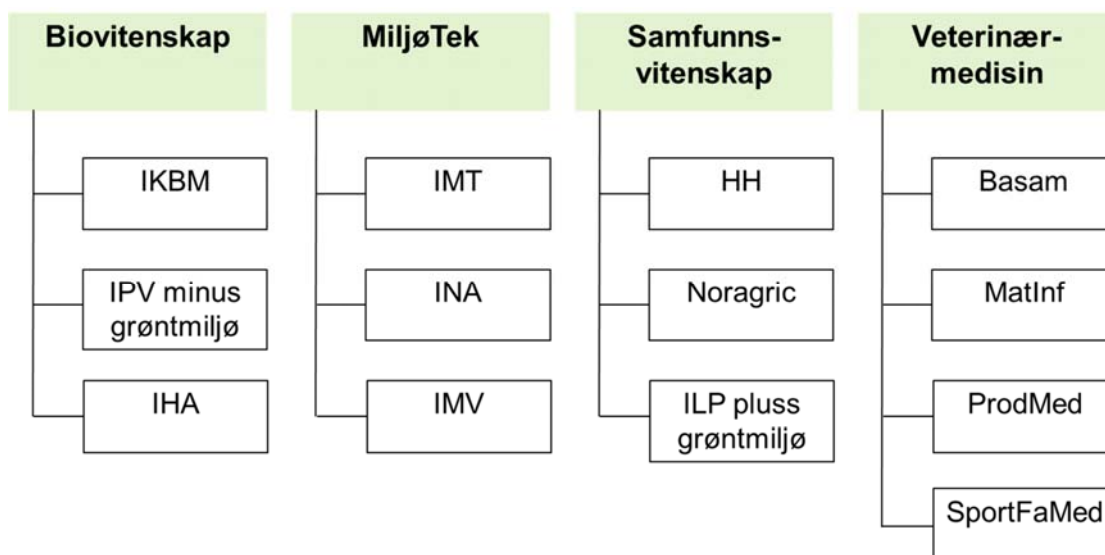 Biovitenskap
IKBM
IPV minus
grøntmiljø
IHA
MiljøTek
IMT
INA
IMV
Samfunns-
vitenskap
HH
Noragric
ILP pluss
grøntmiljø
Veterinær-
medisin
Basam
MatInf
ProdMed
SportFaMed